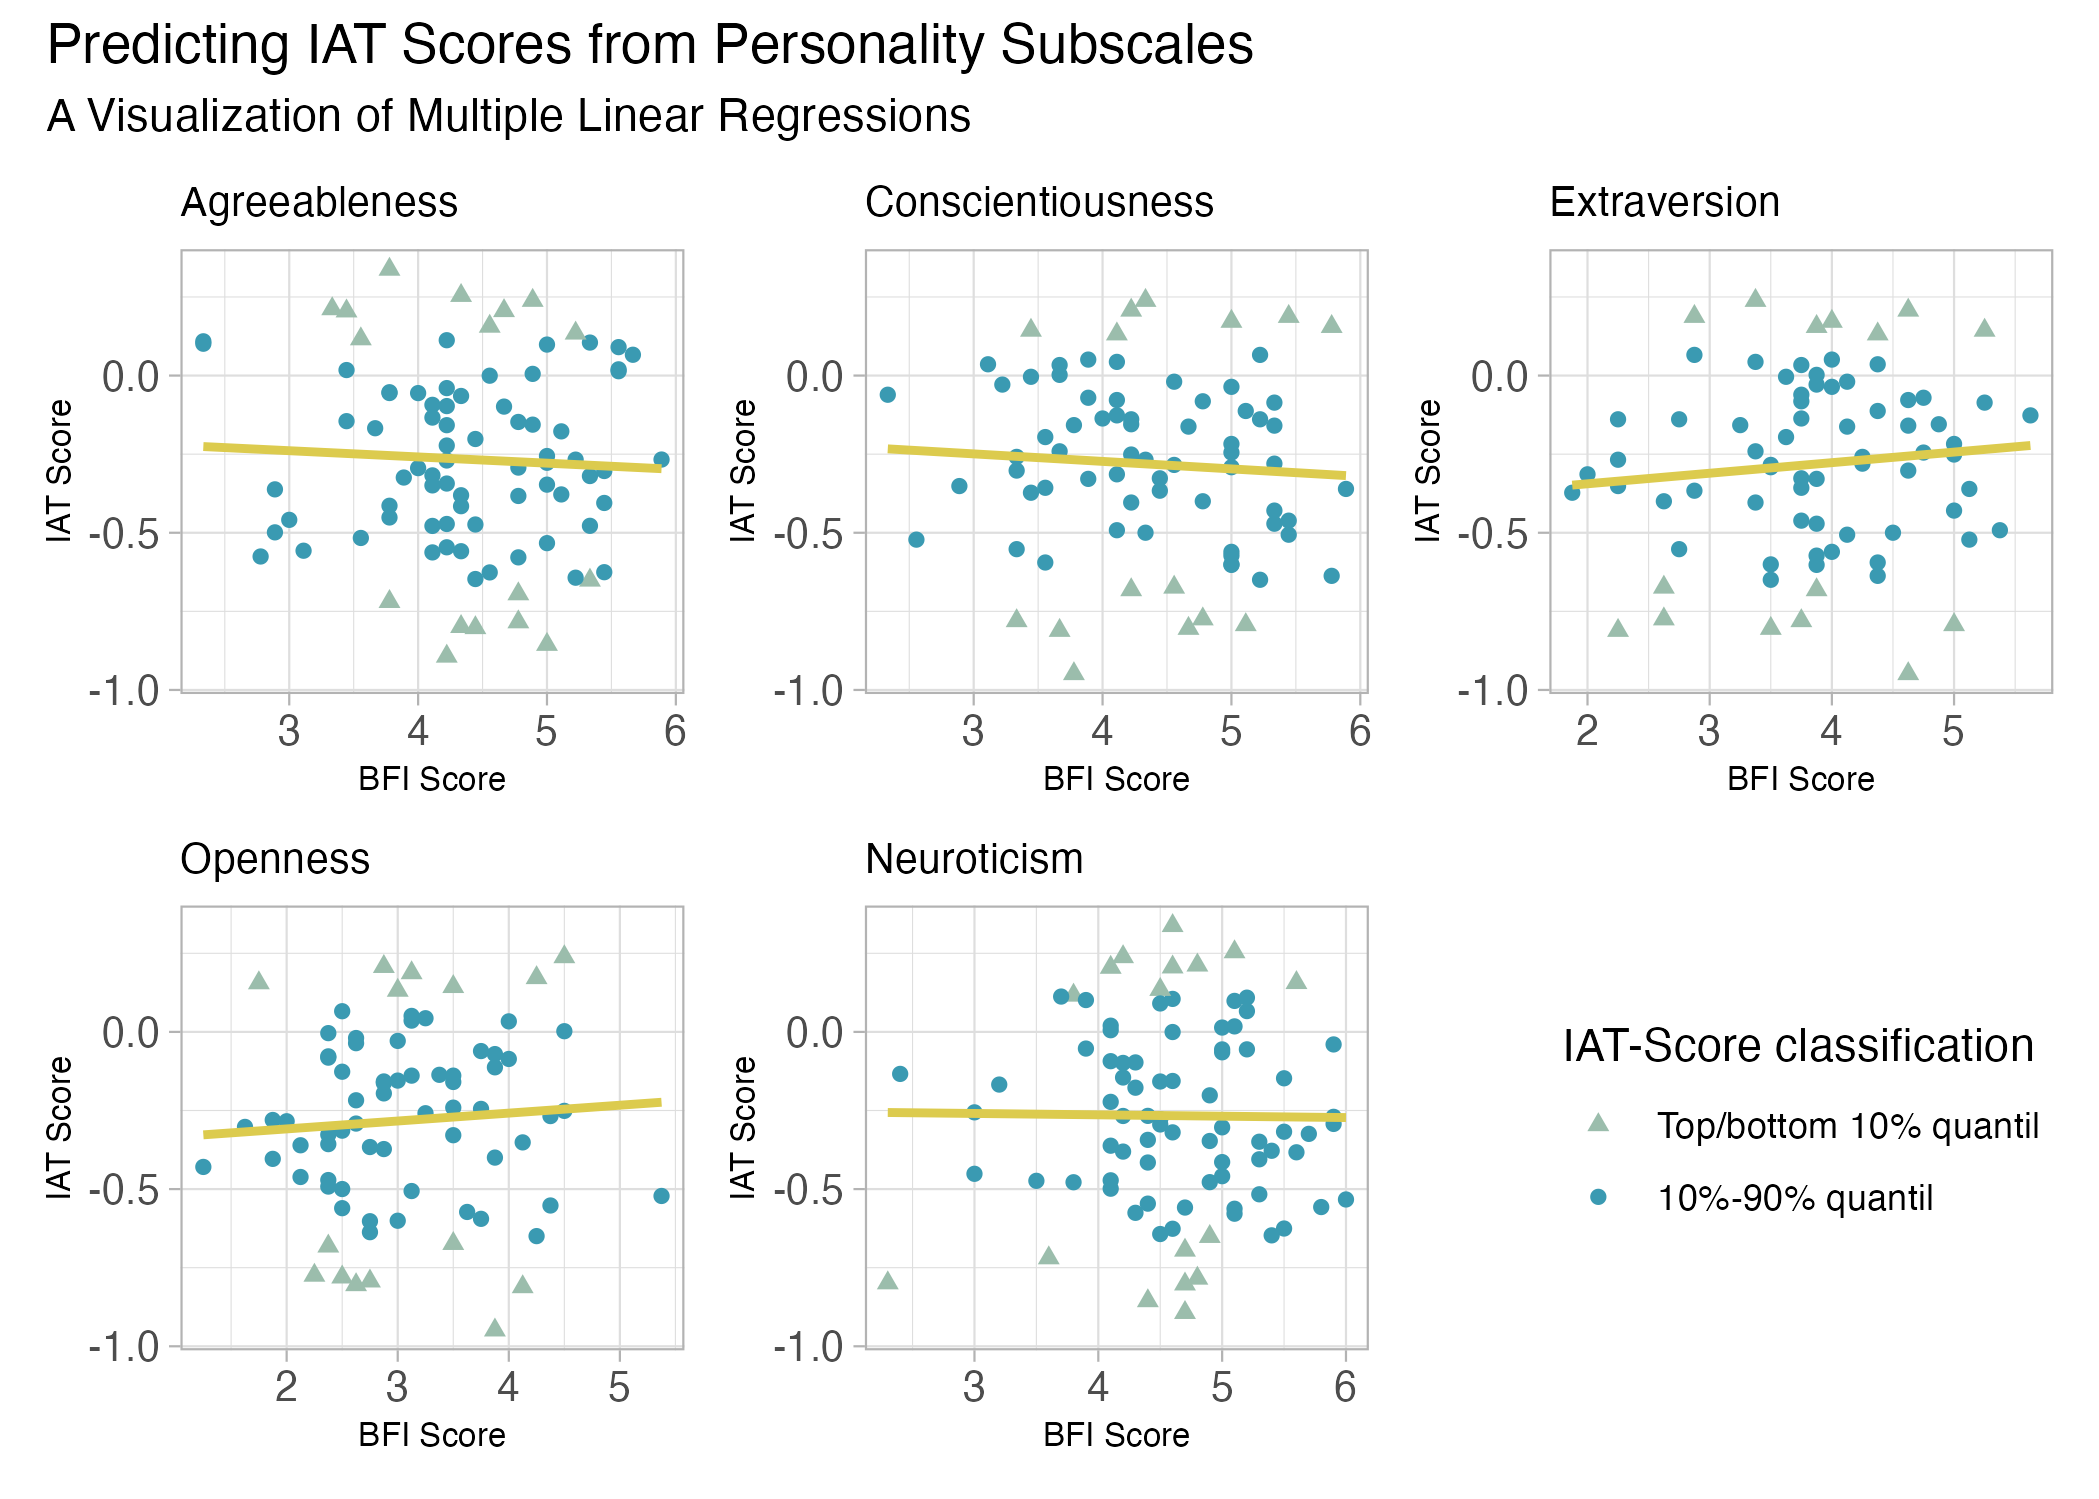 Predicting IAT Scores from Personality Subscales
A Visualization of Multiple Linear Regressions
Agreeableness
Conscientiousness
Extraversion
IAT Score
0.0
-0.5
-1.0
3 4 5 6
BFI Score
IAT Score
0.0
-0.5
-1.0
3 4 5 6
BFI Score
IAT Score
0.0
-0.5
-1.0
2 3 4 5
BFI Score
Openness
Neuroticism
IAT Score
0.0
-0.5
-1.0
2 3 4 5
BFI Score
IAT Score
0.0
-0.5
-1.0
3 4 5 6
BFI Score
IAT-Score classification
Top/bottom 10% quantil
10%-90% quantil